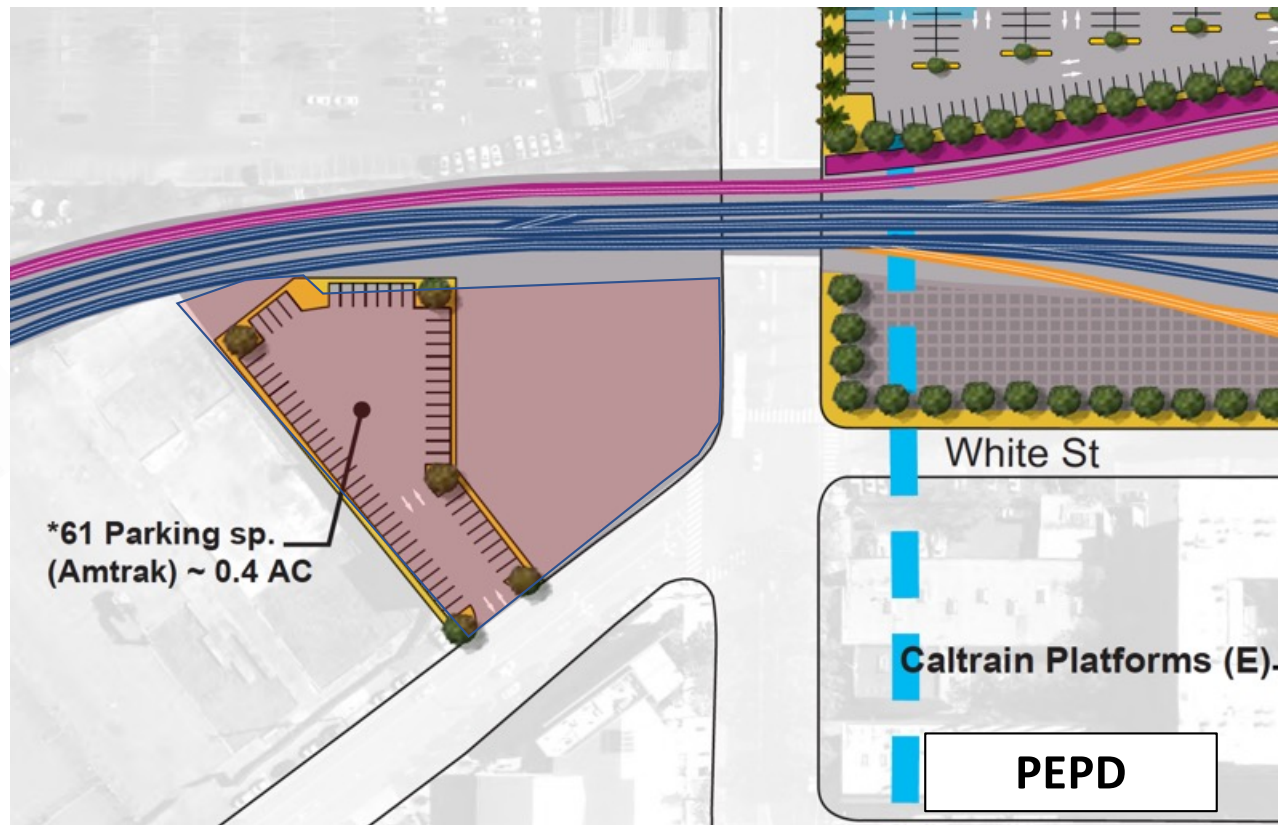 White St
*61 Parking sp.
(Amtrak) ~ 0.4 AC
Caltrain Platforms (E)
PEPD